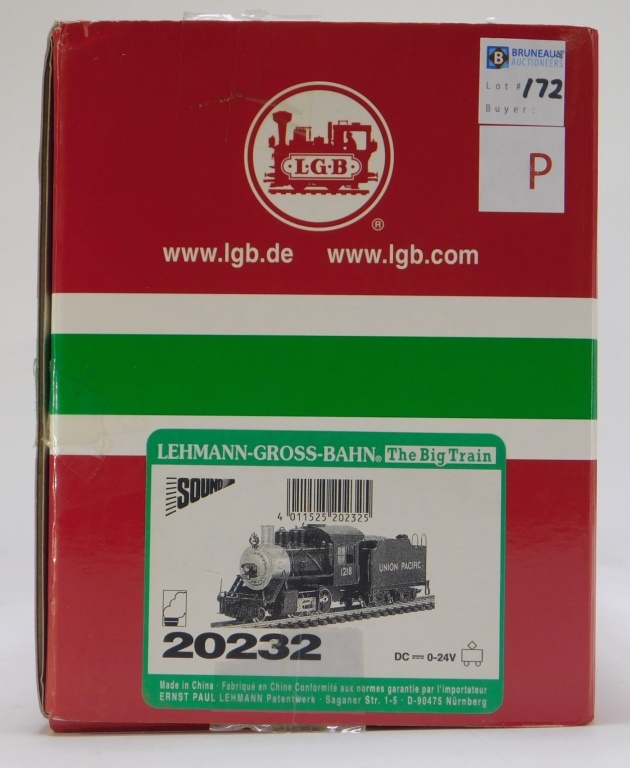 BRUNEAU &
AUCTIONEERS
B
Lot # 172
Buyer:
P
L·G·B
®
www.lgb.de www.lgb.com
LEHMANN-GROSS-BAHN® The Big Train
SOUND
4 011525 202325
1218
UNION PACIFIC
20232
DC 0-24V
Made in China · Fabriqué en Chine Conformité aux normes garantie par l'importateur
ERNST PAUL LEHMANN Patentwerk · Saganer Str. 1-5 · D-90475 Nürnberg